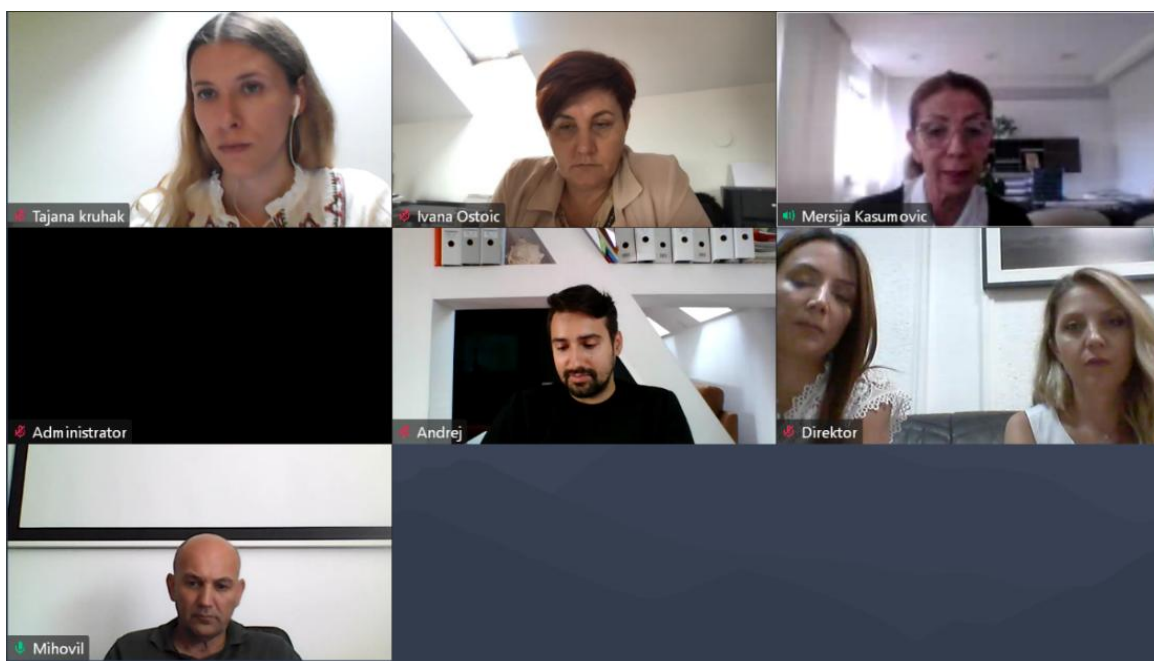 Tajana kruhak
Ivana Ostoic
Mersija Kasumovic
Administrator
Andrej
Direktor
Mihovil